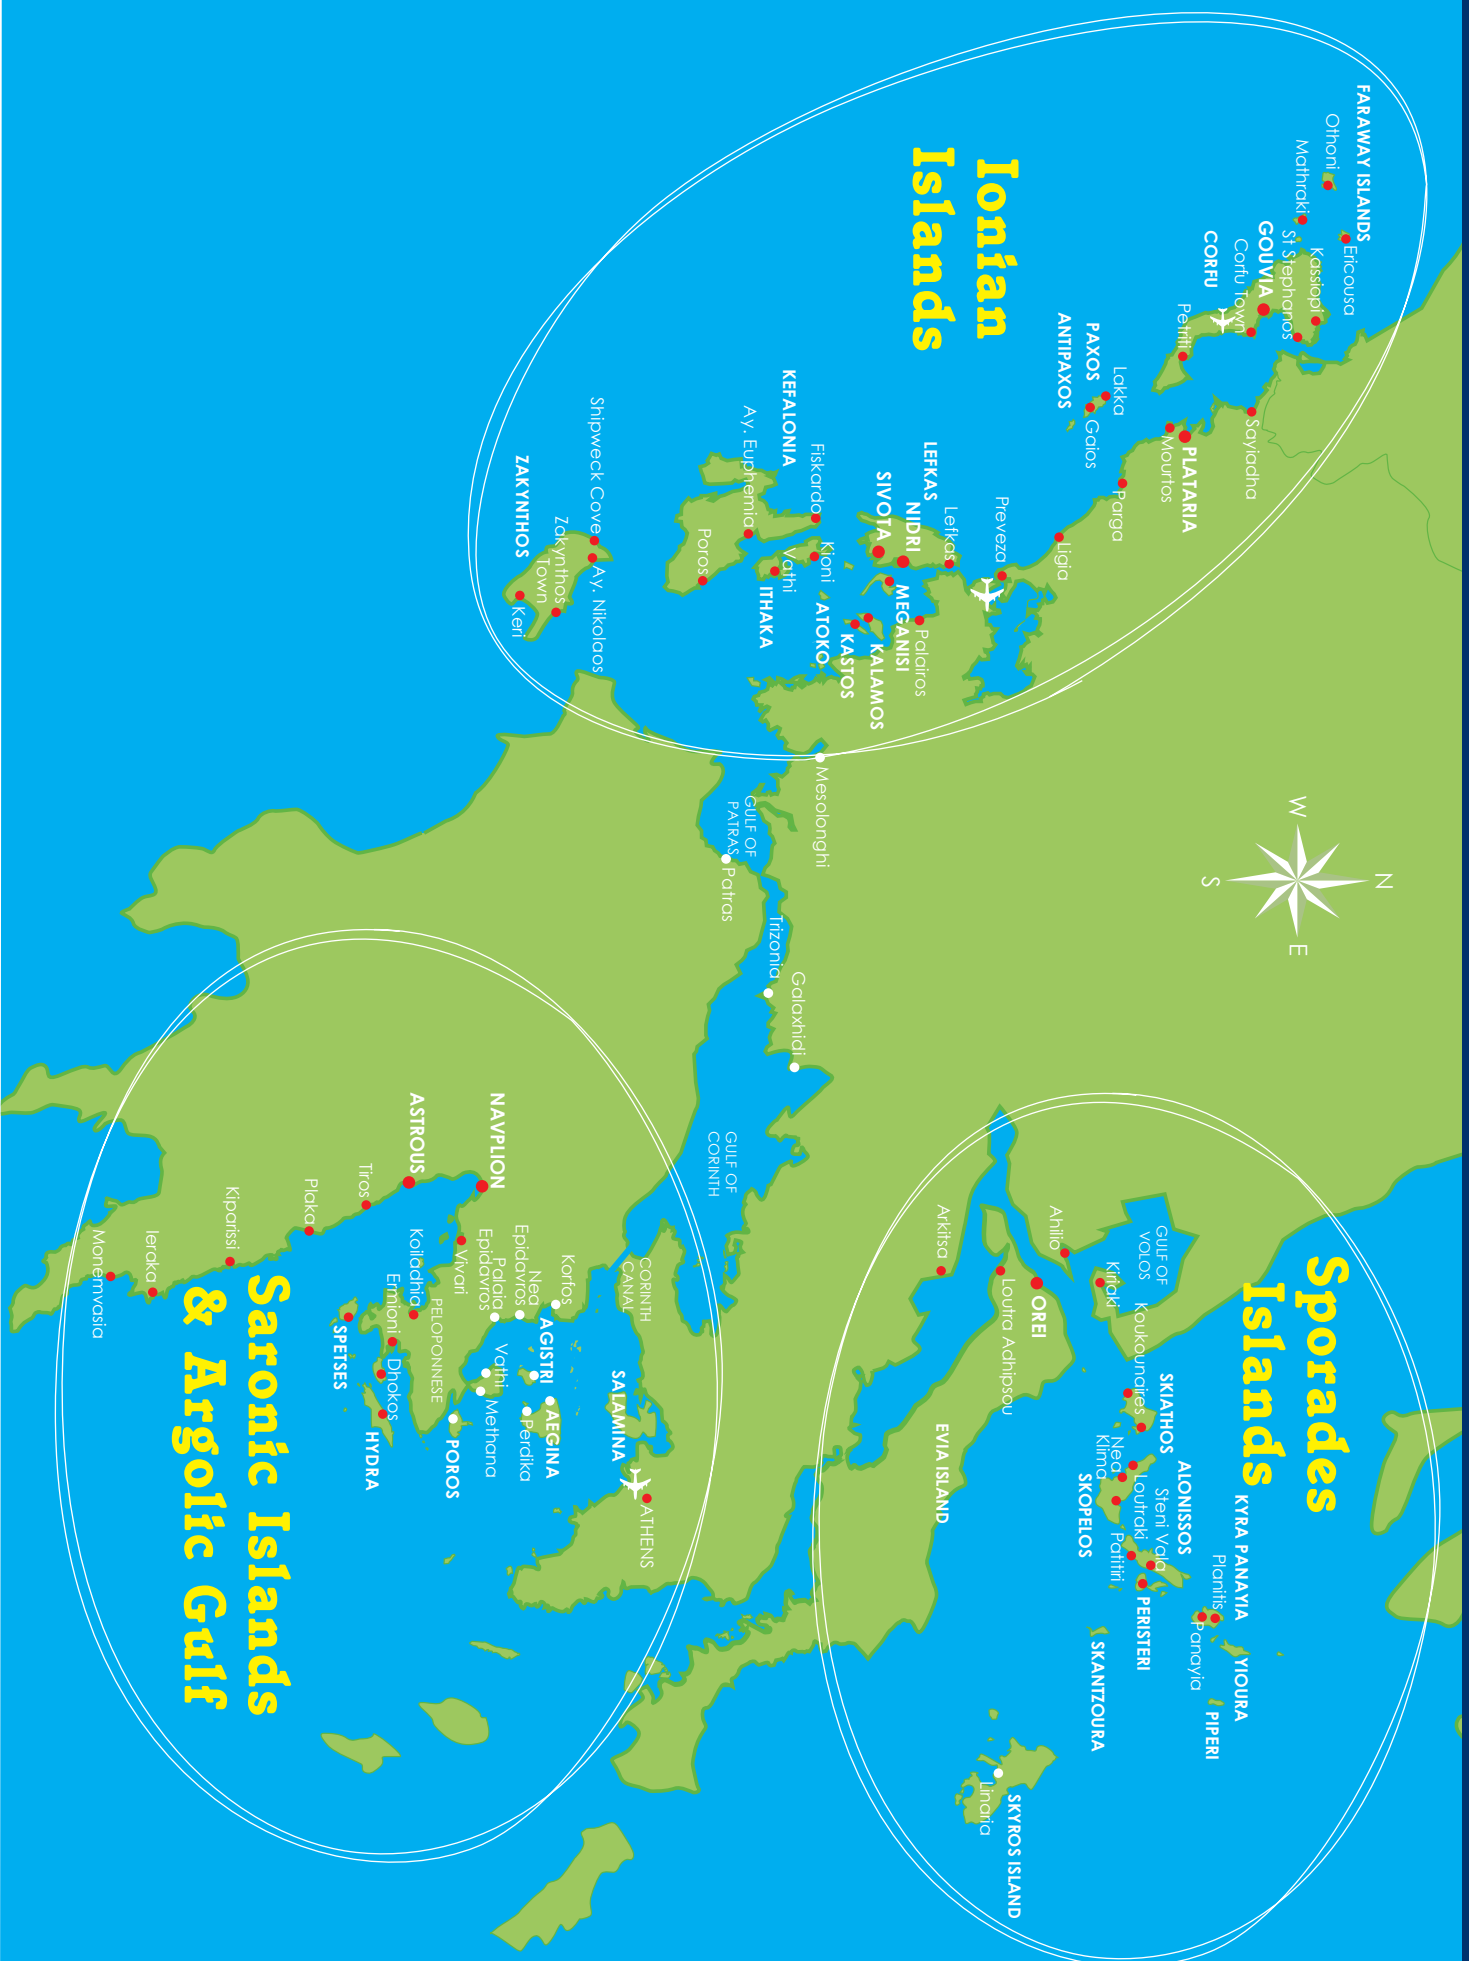 FARAWAY ISLANDS
Othoni
Mathraki
Ericousa
Kassiopi
St Stephanos
GOUVIA
Corfu Town
CORFU
Petriti
Sayiadha
PLATARIA
Mourtos
Lakka
PAXOS
Gaios
ANTIPAXOS
Parga
Ligia
Preveza
Ionian
Islands
Lefkas
LEFKAS
NIDRI
SIVOTA
Palairos
MEGANISI
KALAMOS
KASTOS
ATOKO
Fiskardo
Kioni
KEFALONIA
Vathi
ITHAKA
Ay. Euphemia
Poros
Shipweck Cove
Ay. Nikolaos
Zakynthos
Town
ZAKYNTHOS
Keri
Mesolonghi
GULF OF
PATRAS
Patras
Trizonia
Galaxhidi
GULF OF
CORINTH
N
W
E
S
Sporades
Islands
GULF OF
VOLOS
Ahilio
Kiriaki
Koukounaires
SKIATHOS
OREI
Loutra Adhipsou
Arkitsa
EVIA ISLAND
Nea
Klima
Loutraki
SKOPELOS
ALONISSOS
Steni Vala
Patitiri
PERISTERI
KYRA PANAYIA
Planitis
Panayia
YIOURA
PIPERI
SKANTZOURA
SKYROS ISLAND
Linaria
CORINTH
CANAL
SALAMINA
ATHENS
Korfos
Nea
Epidavros
Palaia
Epidavros
AGISTRI
AEGINA
Perdika
Vathi
Methana
POROS
NAVPLION
Vivari
ASTROUS
PELOPONNESE
Koiladhia
Ermioni
Dhokos
HYDRA
SPETSES
Tiros
Plaka
Kiparissi
Ieraka
Monemvasia
Saronic Islands
& Argolic Gulf